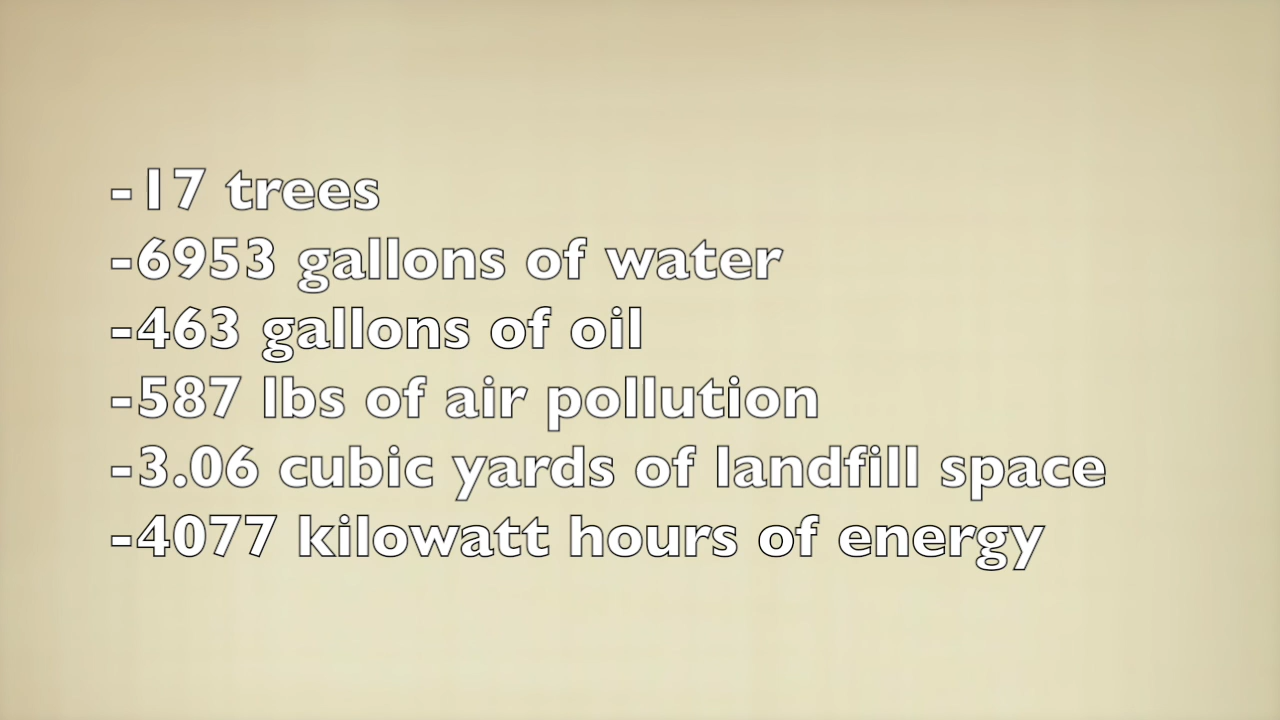 -17 trees
-6953 gallons of water
-463 gallons of oil
-587 lbs of air pollution
-3.06 cubic yards of landfill space
-4077 kilowatt hours of energy